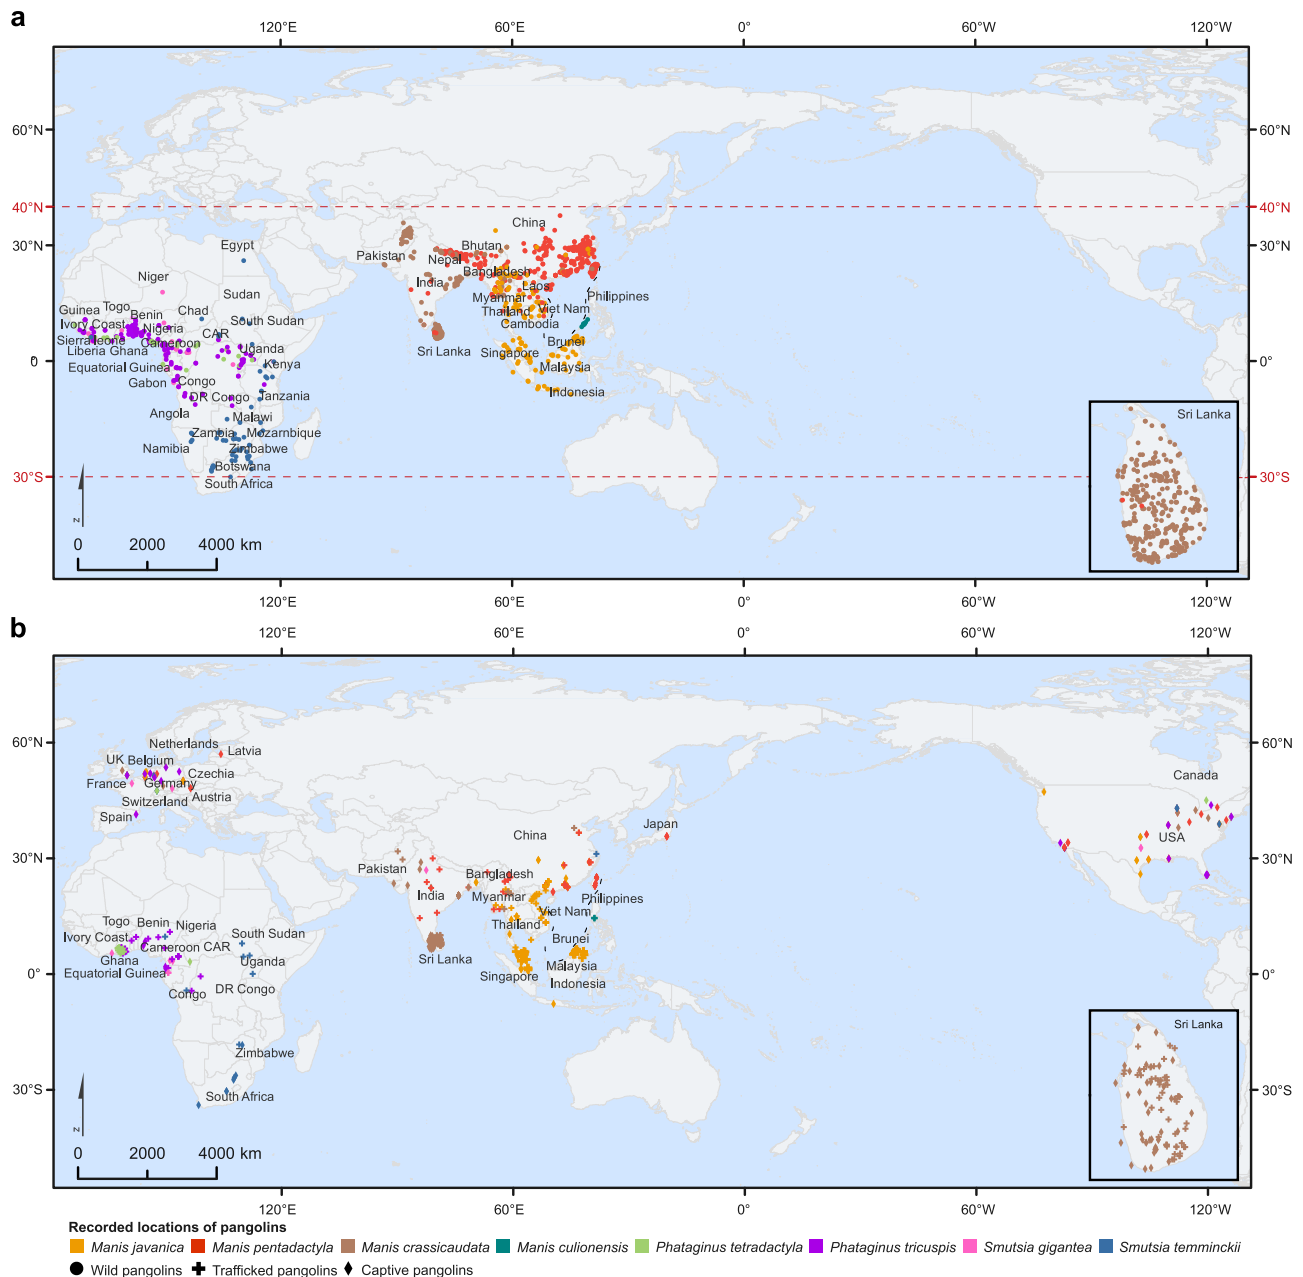 a
120°E 60°E 0° 60°W 120°W
60°N 60°N
40°N 40°N
China
30°N Egypt Bhutan 30°N
Pakistan Nepal
Bangladesh
Niger India Laos
Sudan Myanmar Philippines
Guinea Togo Benin Chad Thailand Viet Nam
Ivory Coast Nigeria South Sudan Cambodia
Sierra leone Cameroon CAR
Liberia Ghana Uganda Sri Lanka Singapore Brunei
0 Equatorial Guinea Kenya Malaysia 0°
Gabon Congo
DR Congo Tanzania Indonesia
Angola Malawi Sri Lanka
Zambia Mozarnbique
Namibia Zimbabwe
Botswana
30°S South Africa 30°S
N
0 2000 4000 km
120°E 60°E 0° 60°W 120°W
b
120°E 60°E 0° 60°W 120°W
60°N Netherlands Latvia 60°N
UK Belgium
France Germany Czechia Canada
Switzerland Austria
Spain China Japan USA
30°N Pakistan Bangladesh 30°N
India Myanmar Philippines
Togo Benin Nigeria Viet Nam
Ivory Coast South Sudan Thailand
Ghana Cameroon CAR Brunei
Equatorial Guinea Uganda Sri Lanka Singapore Malaysia
0° 0°
Congo DR Congo Indonesia
Sri Lanka
Zimbabwe
30°S South Africa 30°S
N
0 2000 4000 km
120°E 60°E 0° 60°W 120°W
Recorded locations of pangolins
Manis javanica Manis pentadactyla Manis crassicaudata Manis culionensis Phataginus tetradactyla Phataginus tricuspis Smutsia gigantea Smutsia temminckii
Wild pangolins Trafficked pangolins Captive pangolins